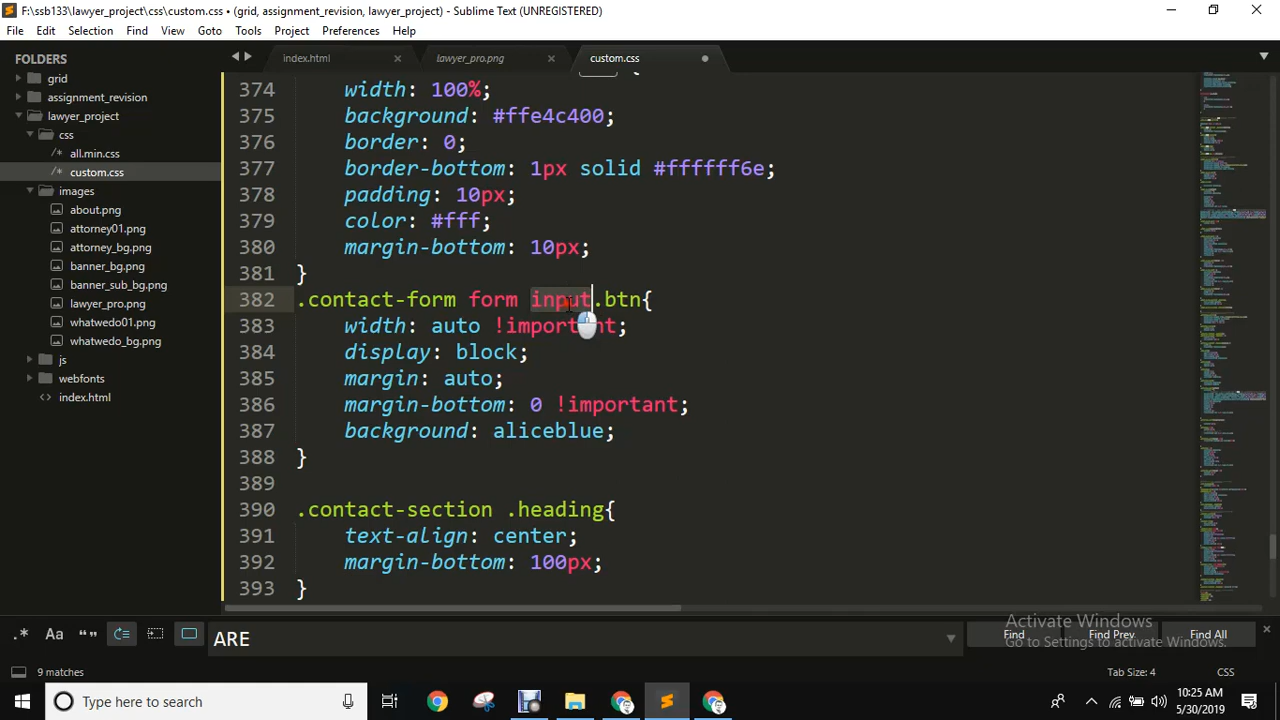 F:\ssb133\lawyer_project\css\custom.css • (grid, assignment_revision, lawyer_project) - Sublime Text (UNREGISTERED)
File Edit Selection Find View Goto Tools Project Preferences Help
FOLDERS
grid
assignment_revision
lawyer_project
css
/* all.min.css
/* custom.css
images
about.png
attorney01.png
attorney_bg.png
banner_bg.png
banner_sub_bg.png
lawyer_pro.png
whatwedo01.png
whatwedo_bg.png
js
webfonts
<> index.html
index.html lawyer_pro.png custom.css
374 width: 100%;
375 background: #ffe4c400;
376 border: 0;
377 border-bottom: 1px solid #ffffff6e;
378 padding: 10px;
379 color: #fff;
380 margin-bottom: 10px;
381 }
382 .contact-form form input.btn{
383 width: auto !important;
384 display: block;
385 margin: auto;
386 margin-bottom: 0 !important;
387 background: aliceblue;
388 }
389
390 .contact-section .heading{
391 text-align: center;
392 margin-bottom: 100px;
393 }
Activate Windows
Go to Settings to activate Windows.
.* Aa “” ARE Find Find Prev Find All
9 matches Tab Size: 4 CSS
Type here to search
10:25 AM
5/30/2019